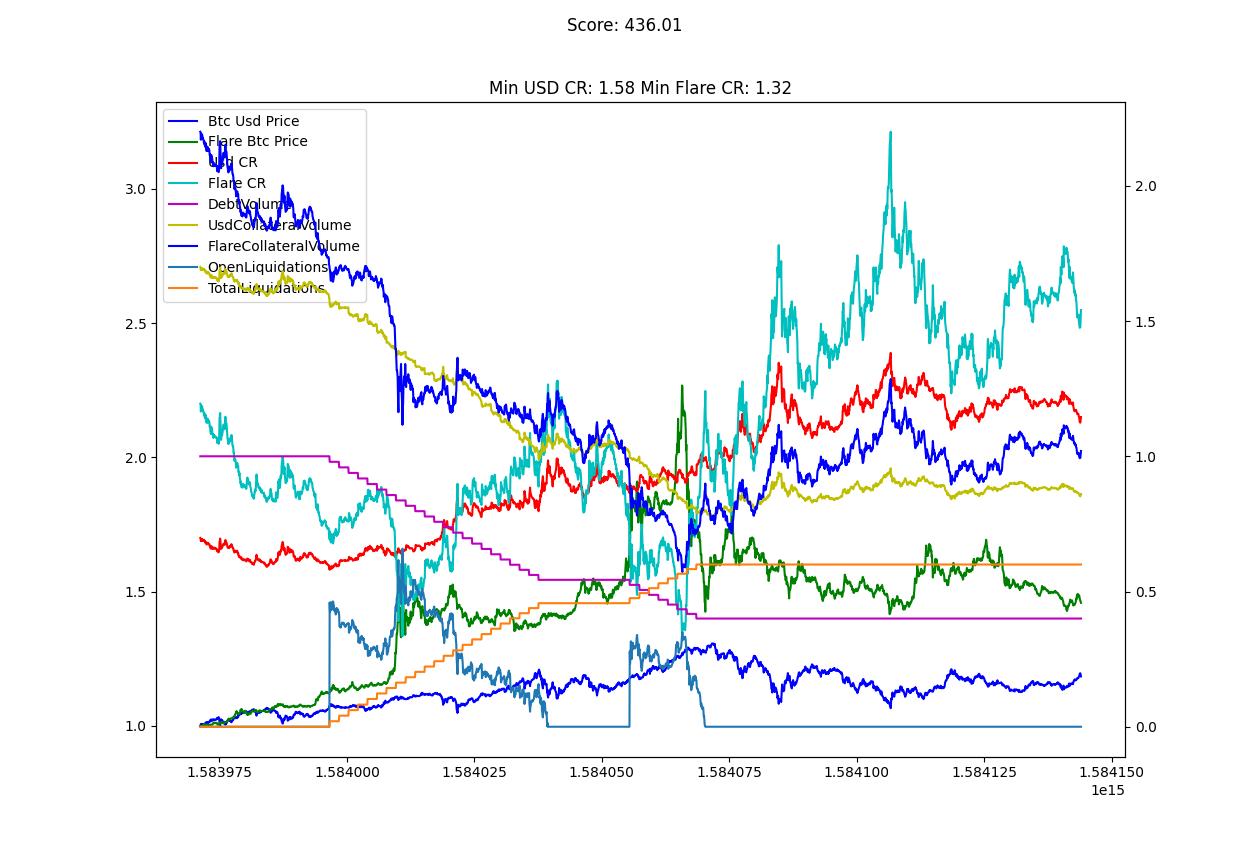 Score: 436.01
Min USD CR: 1.58 Min Flare CR: 1.32
Btc Usd Price
Flare Btc Price
Usd CR
Flare CR
DebtVolume
UsdCollateralVolume
FlareCollateralVolume
OpenLiquidations
TotalLiquidations
3.0
2.5
2.0
1.5
1.0
2.0
1.5
1.0
0.5
0.0
1.583975 1.584000 1.584025 1.584050 1.584075 1.584100 1.584125 1.584150
1e15